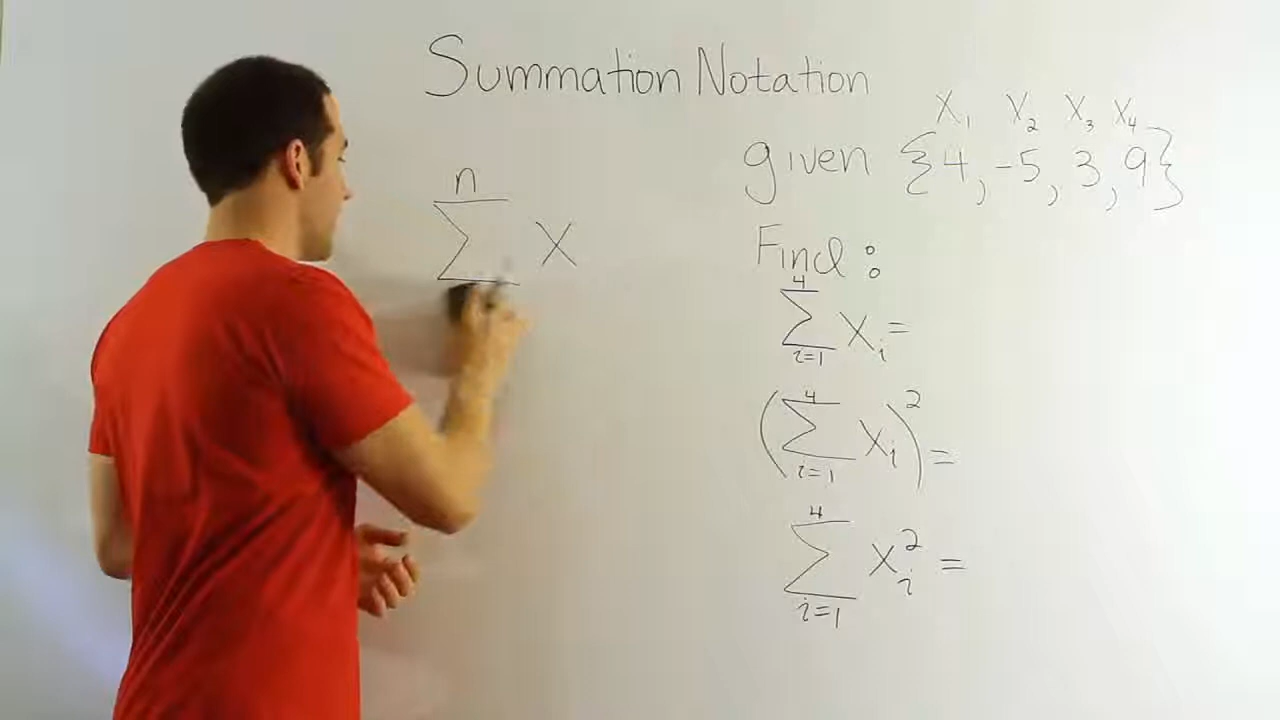 Summation Notation
n
∑ X
X₁ X₂ X₃ X₄
given {4, -5, 3, 9}
Find:
4
∑ Xᵢ =
i=1
4
(∑ Xᵢ)² =
i=1
4
∑ Xᵢ² =
i=1